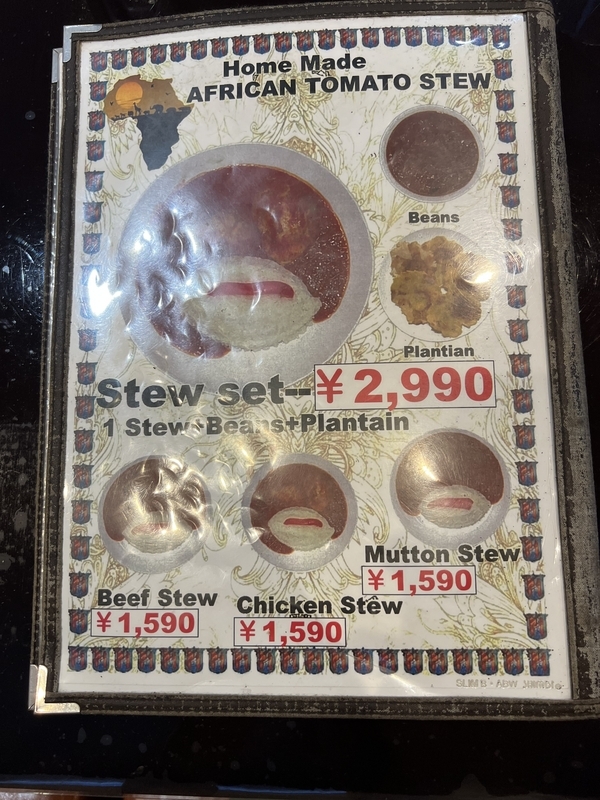 Home Made
AFRICAN TOMATO STEW
Beans
Plantian
Stew set--¥2,990
1 Stew+Beans+Plantain
Mutton Stew
¥1,590
Beef Stew
¥1,590
Chicken Stew
¥1,590